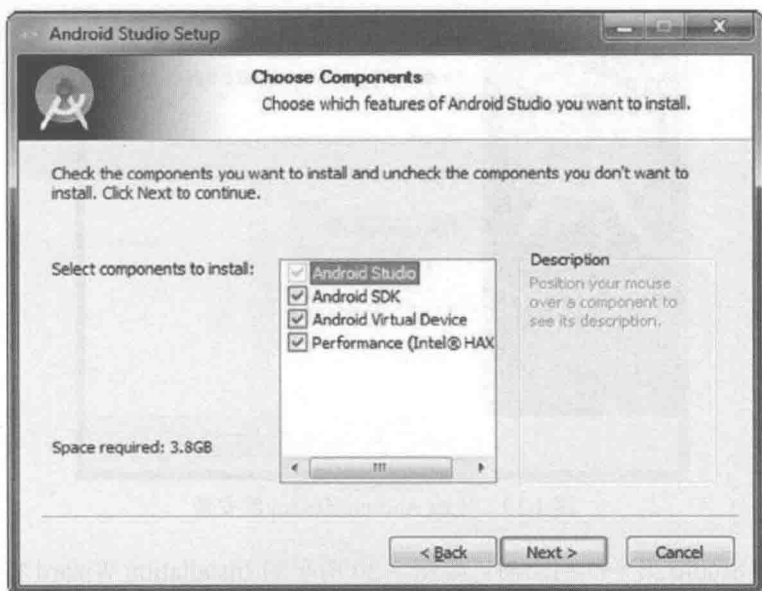 Android Studio Setup
Choose Components
Choose which features of Android Studio you want to install.
Check the components you want to install and uncheck the components you don't want to
install. Click Next to continue.
Select components to install:
Android Studio
Android SDK
Android Virtual Device
Performance (Intel® HAX
Description
Position your mouse
over a component to
see its description.
Space required: 3.8GB
< Back
Next >
Cancel